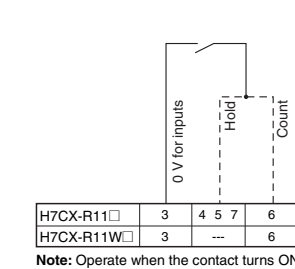 0 V for inputs
Hold
Count
H7CX-R11□ 3 4 5 7 6
H7CX-R11W□ 3 --- 6
Note: Operate when the contact turns ON